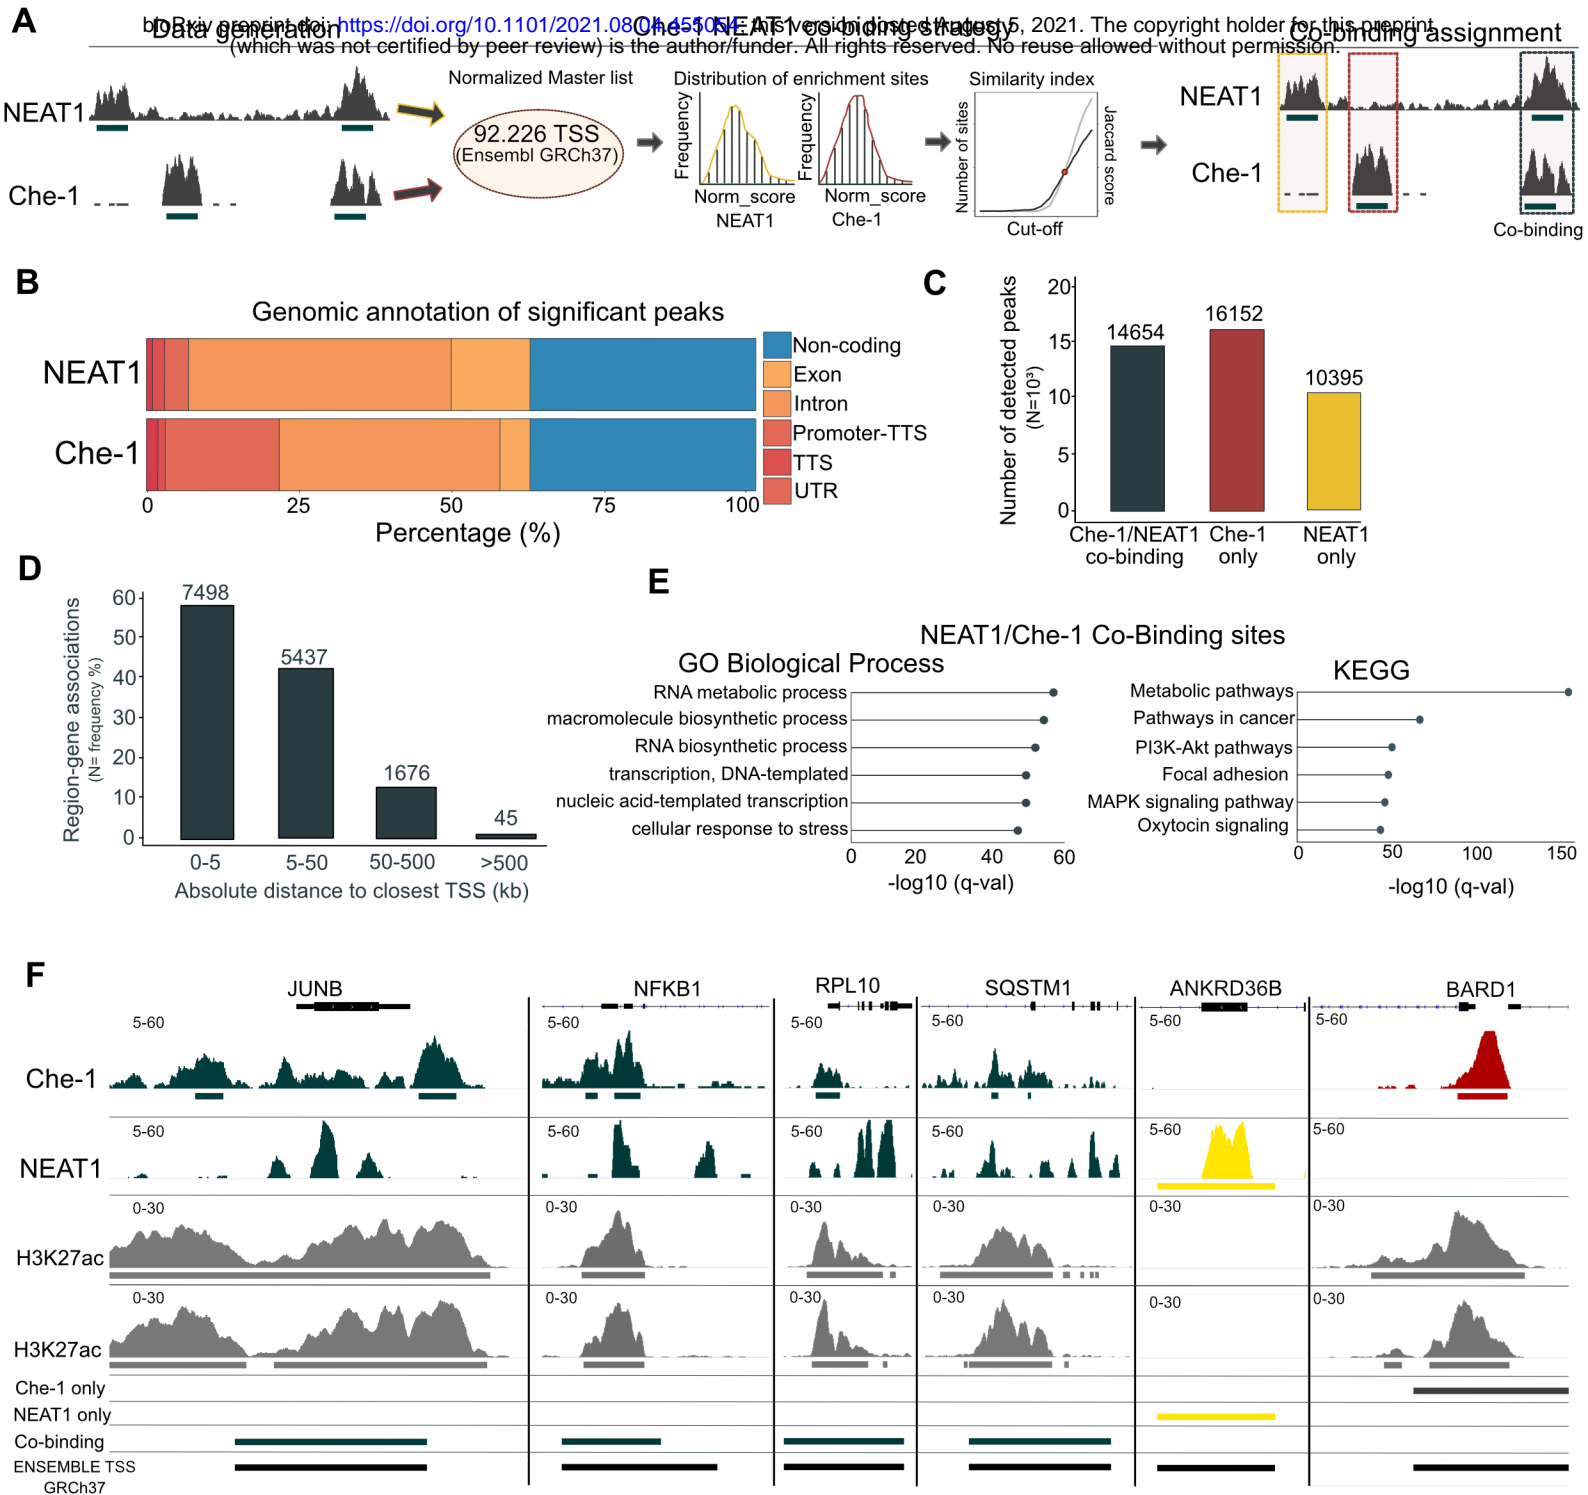 bioRxiv preprint doi: https://doi.org/10.1101/2021.08.04.455054; this version posted August 5, 2021. The copyright holder for this preprint
(which was not certified by peer review) is the author/funder. All rights reserved. No reuse allowed without permission.
A
Data generation
Che-1 NEAT1 co-binding strategy
Co-binding assignment
NEAT1
Che-1
Normalized Master list
92.226 TSS
(Ensembl GRCh37)
Distribution of enrichment sites
Frequency
Norm_score
NEAT1
Frequency
Norm_score
Che-1
Similarity index
Number of sites
Jaccard score
Cut-off
NEAT1
Che-1
Co-binding
B
Genomic annotation of significant peaks
NEAT1
Che-1
0 25 50 75 100
Percentage (%)
Non-coding
Exon
Intron
Promoter-TTS
TTS
UTR
C
Number of detected peaks
(N=10³)
20
15
10
5
0
14654
16152
10395
Che-1/NEAT1
co-binding
Che-1
only
NEAT1
only
D
Region-gene associations
(N= frequency %)
60
50
40
30
20
10
0
7498
5437
1676
45
0-5 5-50 50-500 >500
Absolute distance to closest TSS (kb)
E
NEAT1/Che-1 Co-Binding sites
GO Biological Process
RNA metabolic process
macromolecule biosynthetic process
RNA biosynthetic process
transcription, DNA-templated
nucleic acid-templated transcription
cellular response to stress
0 20 40 60
-log10 (q-val)
KEGG
Metabolic pathways
Pathways in cancer
PI3K-Akt pathways
Focal adhesion
MAPK signaling pathway
Oxytocin signaling
0 50 100 150
-log10 (q-val)
F
JUNB NFKB1 RPL10 SQSTM1 ANKRD36B BARD1
Che-1
5-60 5-60 5-60 5-60 5-60 5-60
NEAT1
5-60 5-60 5-60 5-60 5-60 5-60
H3K27ac
0-30 0-30 0-30 0-30 0-30 0-30
H3K27ac
0-30 0-30 0-30 0-30 0-30 0-30
Che-1 only
NEAT1 only
Co-binding
ENSEMBLE TSS
GRCh37